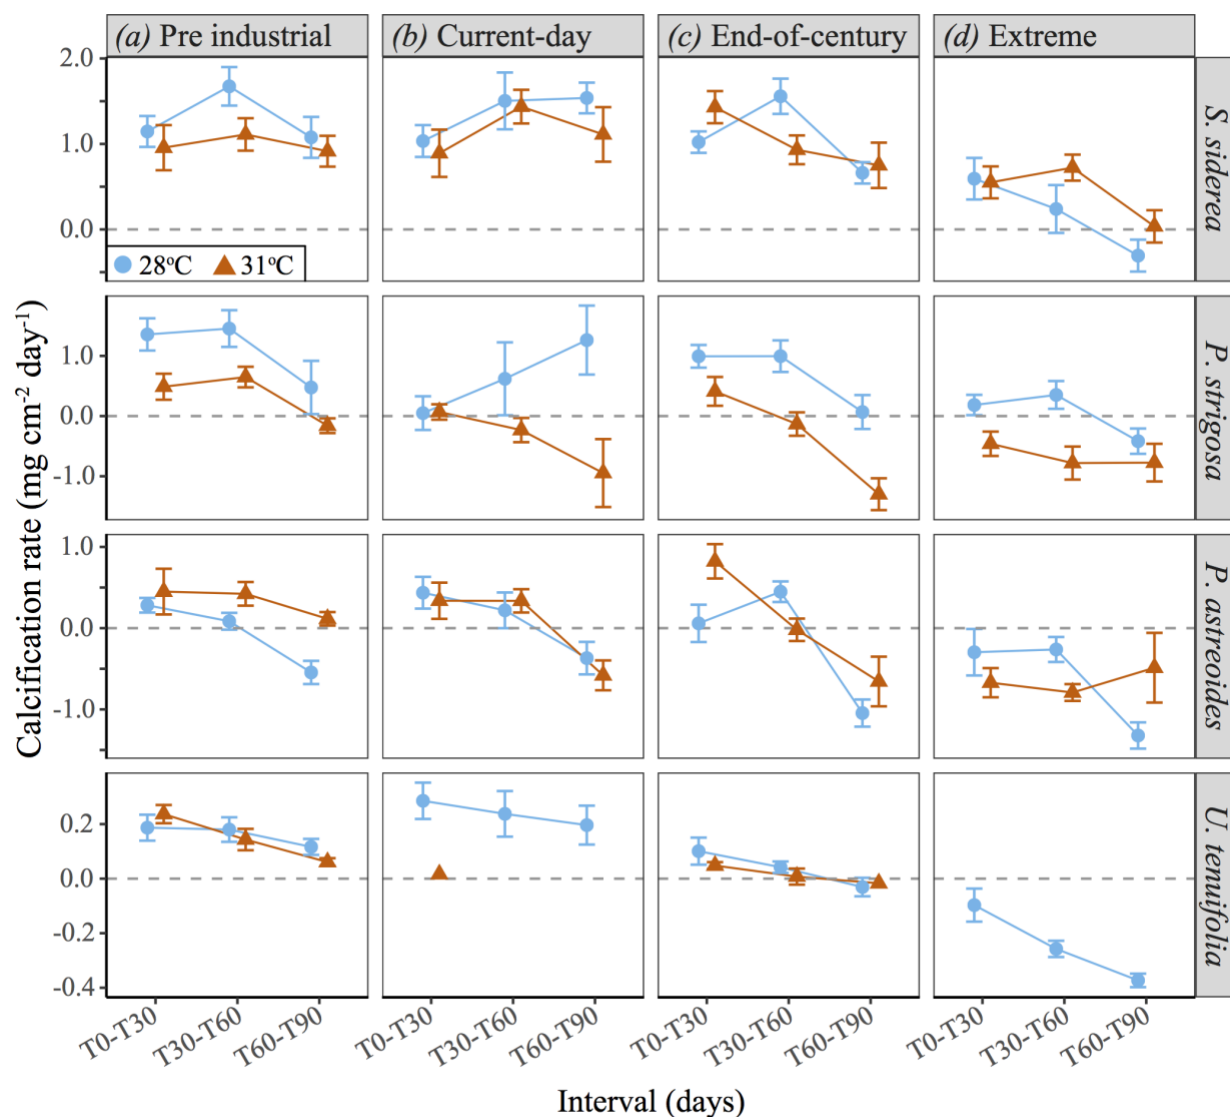 (a) Pre industrial
(b) Current-day
(c) End-of-century
(d) Extreme
2.0
1.0
0.0
S. siderea
28°C
31°C
1.0
0.0
-1.0
P. strigosa
1.0
0.0
-1.0
P. astreoides
0.2
0.0
-0.2
-0.4
U. tenuifolia
Calcification rate (mg cm⁻² day⁻¹)
T0-T30
T30-T60
T60-T90
T0-T30
T30-T60
T60-T90
T0-T30
T30-T60
T60-T90
T0-T30
T30-T60
T60-T90
Interval (days)